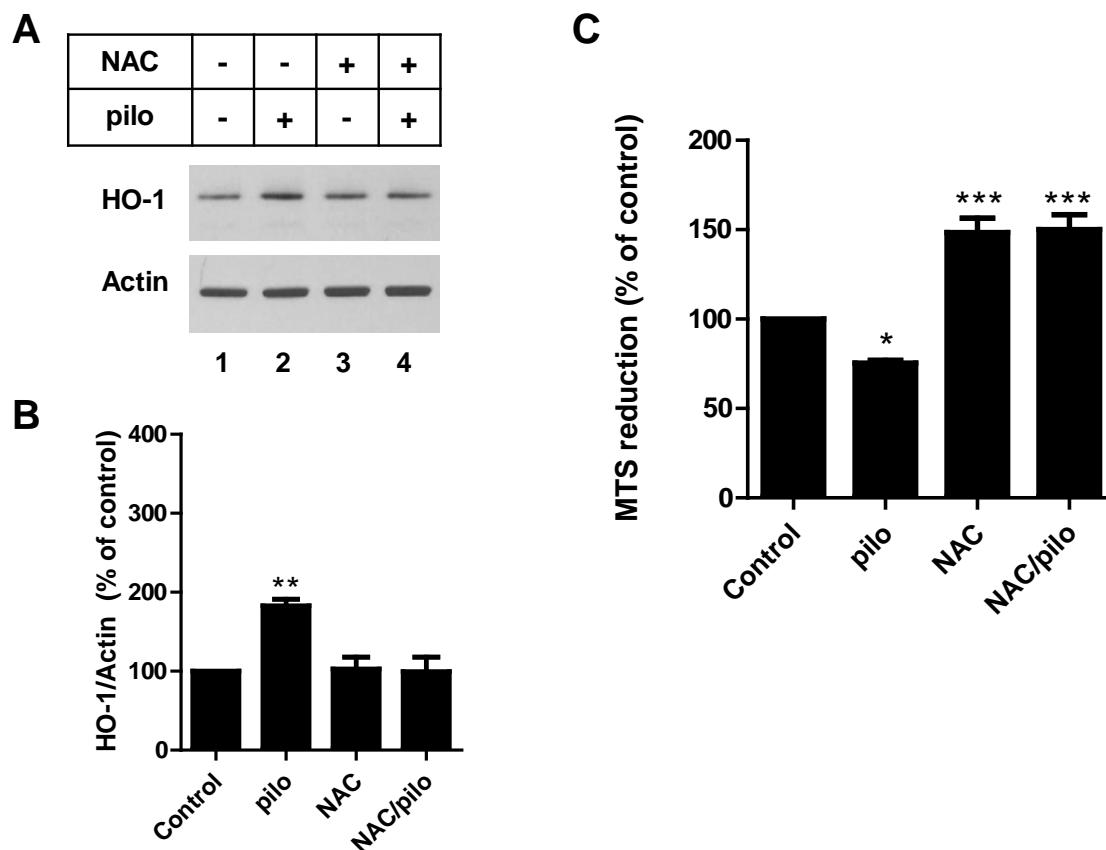 A
NAC - - + +
pilo - + - +
HO-1
Actin
1 2 3 4
B
HO-1/Actin (% of control)
400
300
200
100
0
**
Control pilo NAC NAC/pilo
C
MTS reduction (% of control)
200
150
100
50
0
* *** ***
Control pilo NAC NAC/pilo